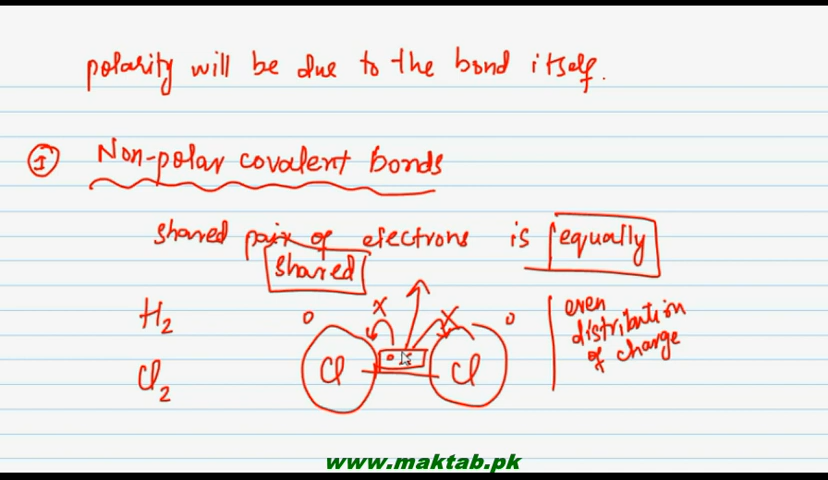 polarity will be due to the bond itself.
① Non-polar covalent bonds
shared pair of electrons is equally
shared
H2
Cl2
o x x o
Cl Cl
even
distribution
of charge
www.maktab.pk